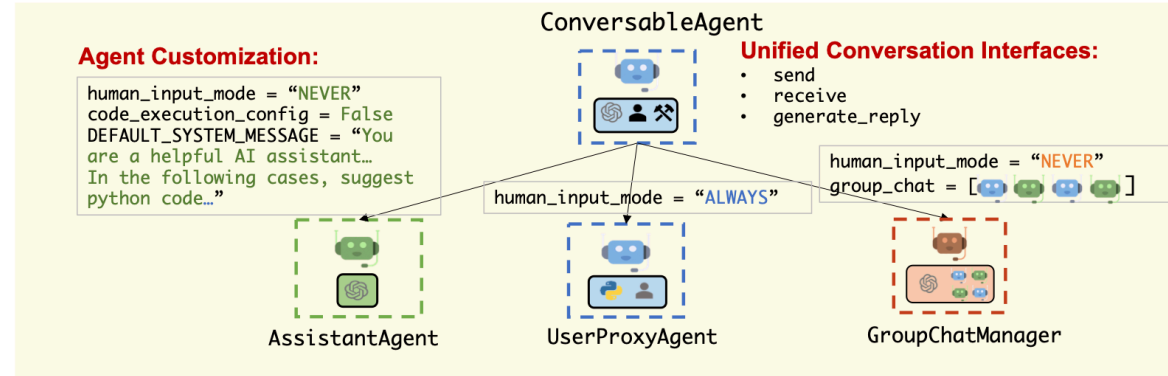 ConversableAgent
Agent Customization:
human_input_mode = “NEVER”
code_execution_config = False
DEFAULT_SYSTEM_MESSAGE = “You
are a helpful AI assistant…
In the following cases, suggest
python code…”
Unified Conversation Interfaces:
• send
• receive
• generate_reply
human_input_mode = “ALWAYS”
human_input_mode = “NEVER”
group_chat = [ ]
AssistantAgent
UserProxyAgent
GroupChatManager